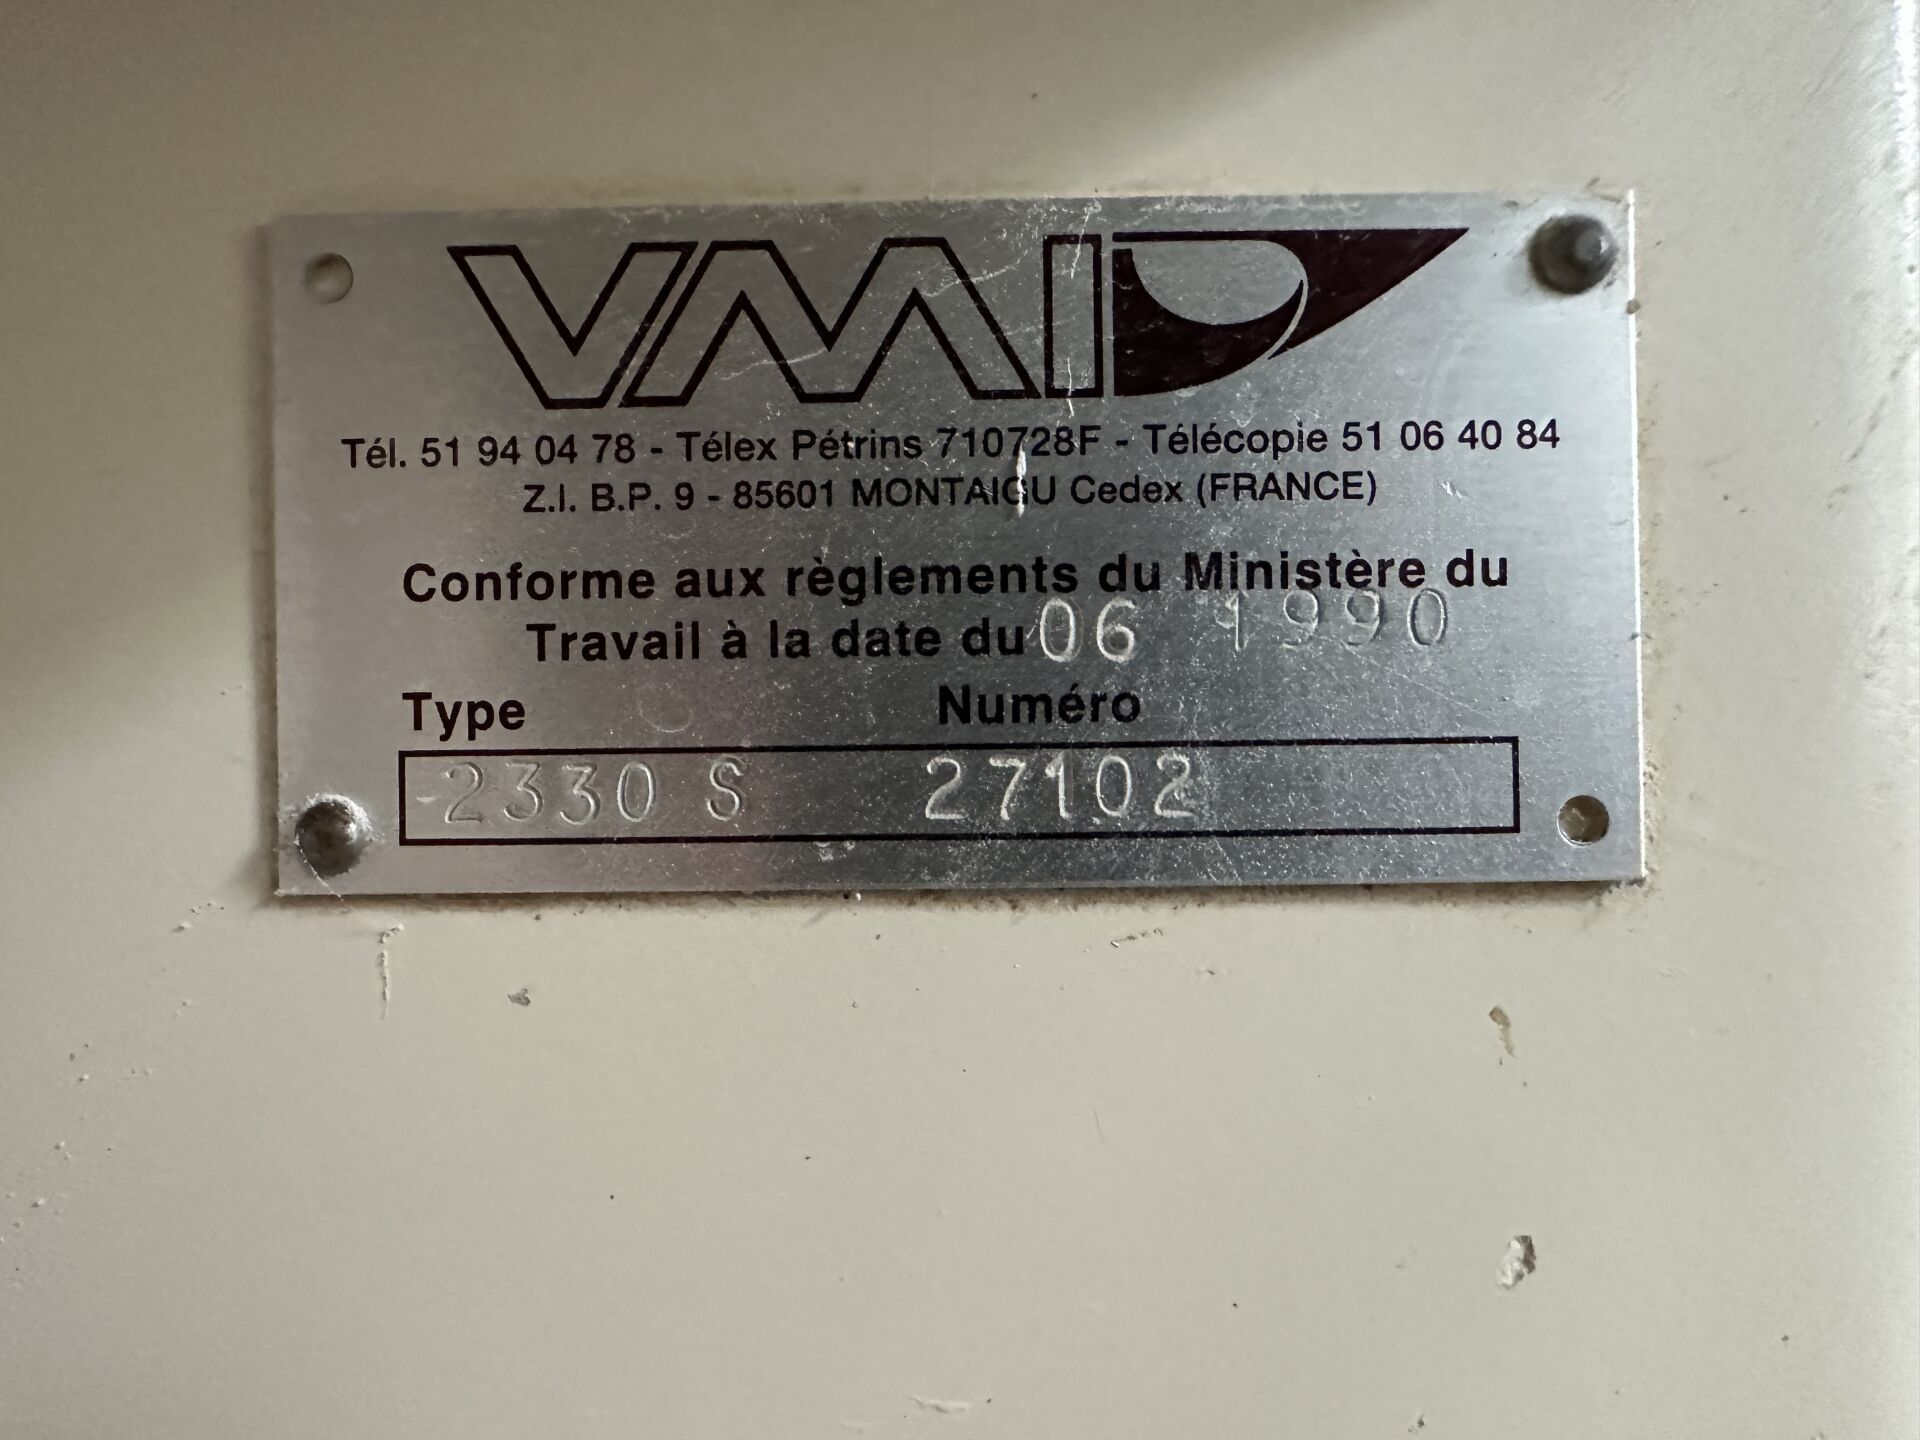 VMI
Tél. 51 94 04 78 - Télex Pétrins 710728F - Télécopie 51 06 40 84
Z.I. B.P. 9 - 85601 MONTAIGU Cedex (FRANCE)
Conforme aux règlements du Ministère du
Travail à la date du 06 1990
Type Numéro
2330 S 27102